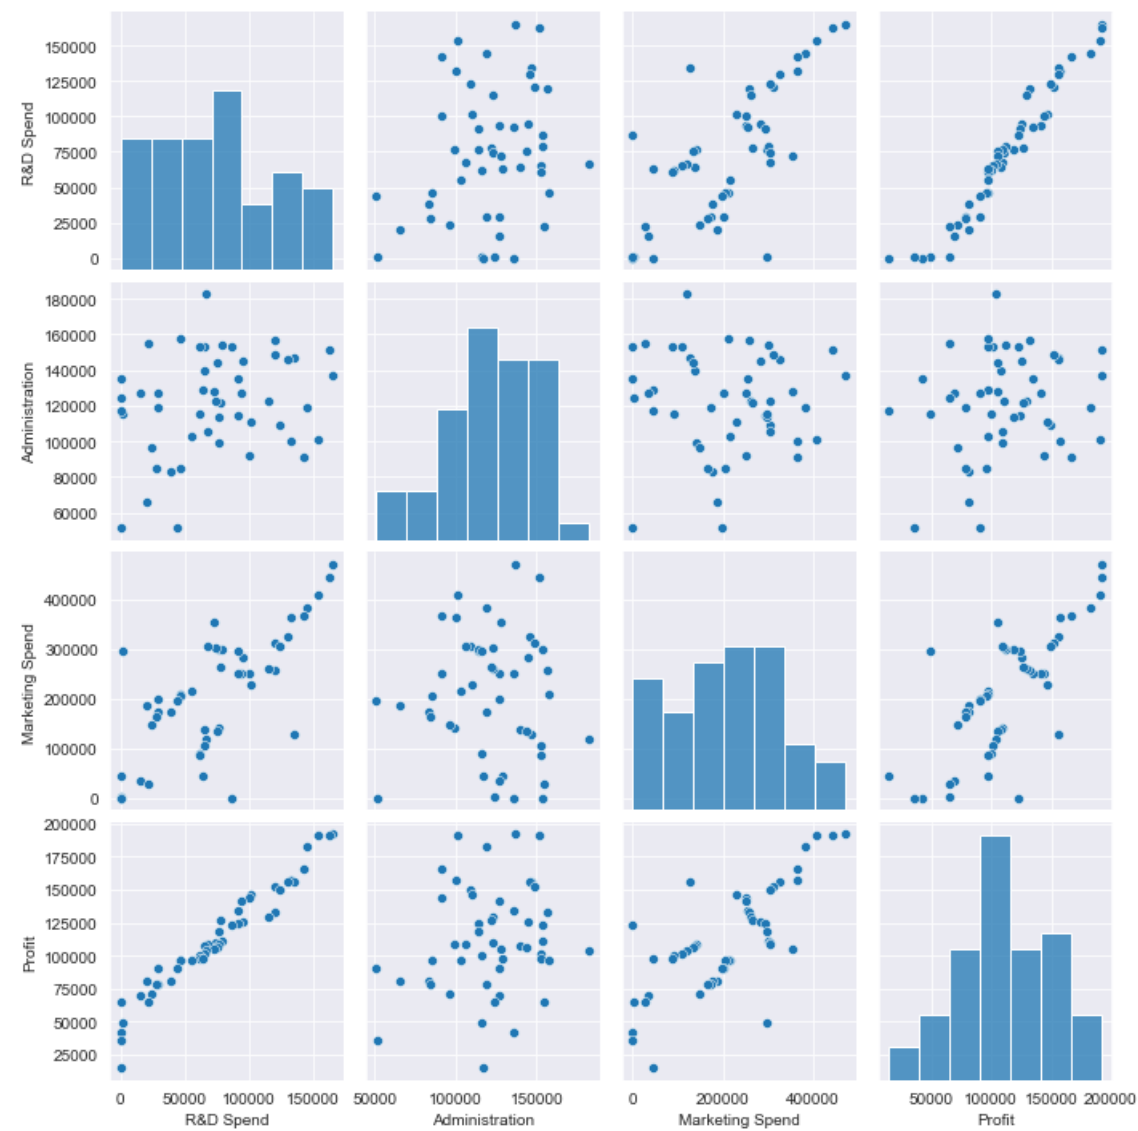 150000
125000
100000
75000
50000
25000
0
R&D Spend
180000
160000
140000
120000
100000
80000
60000
Administration
400000
300000
200000
100000
0
Marketing Spend
200000
175000
150000
125000
100000
75000
50000
25000
Profit
0 50000 100000 150000
R&D Spend
50000 100000 150000
Administration
0 200000 400000
Marketing Spend
50000 100000 150000 200000
Profit